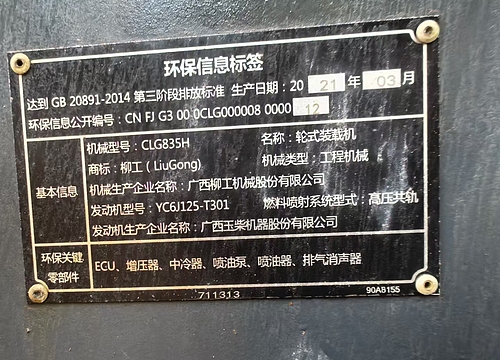 环保信息标签
达到 GB 20891-2014 第三阶段排放标准 生产日期：20 21 年 03 月
环保信息公开编号：CN FJ G3 00 0CLG000008 0000 12
基本信息
机械型号：CLG835H 名称：轮式装载机
商标：柳工（LiuGong） 机械类型：工程机械
机械生产企业名称：广西柳工机械股份有限公司
发动机型号：YC6J125-T301 燃料喷射系统型式：高压共轨
发动机生产企业名称：广西玉柴机器股份有限公司
环保关键零部件
ECU、增压器、中冷器、喷油泵、喷油器、排气消声器
711313 90A8155